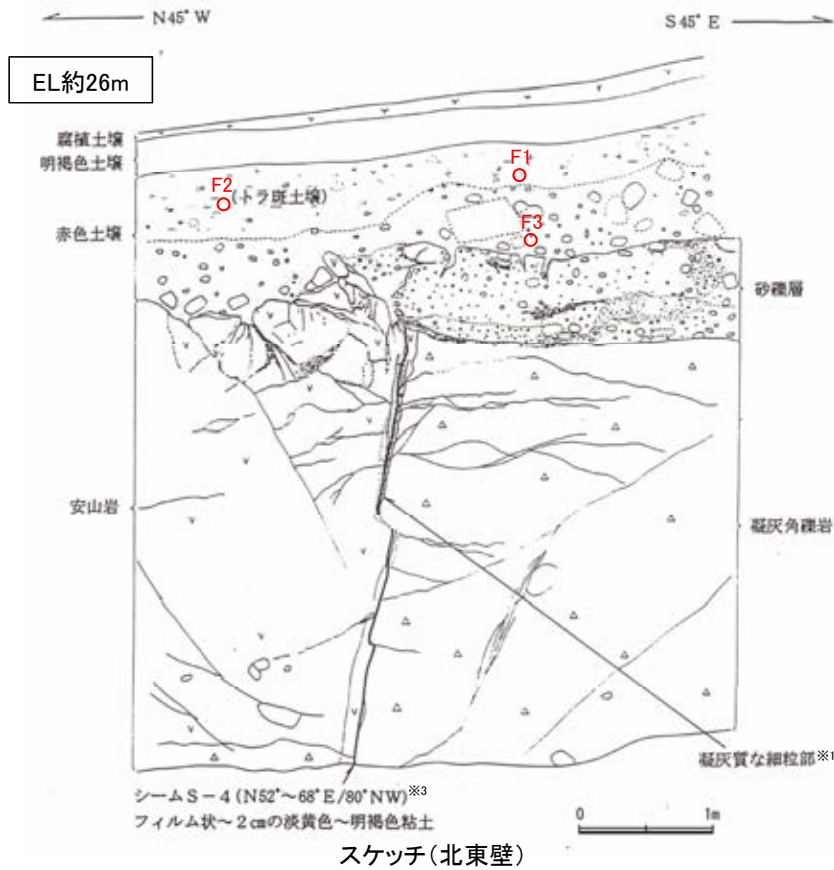 N45°W
S45°E
EL約26m
腐植土壌
明褐色土壌
F1
F2
(トラ斑土壌)
赤色土壌
F3
砂礫層
安山岩
凝灰角礫岩
凝灰質な細粒部※1
シームS-4(N52°~68°E/80°NW)※3
フィルム状~2cmの淡黄色~明褐色粘土
0
1m
スケッチ(北東壁)